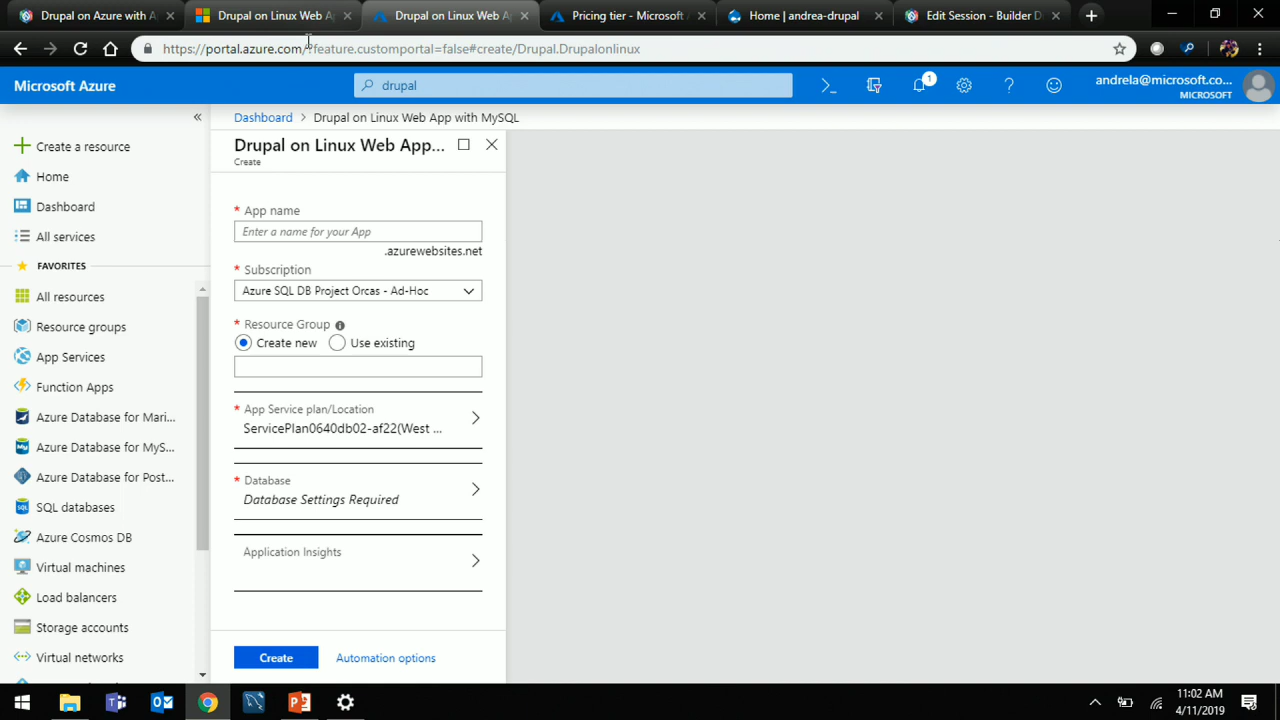 Drupal on Azure with A
Drupal on Linux Web A
Drupal on Linux Web A
Pricing tier - Microsoft A
Home | andrea-drupal
Edit Session - Builder D
https://portal.azure.com/?feature.customportal=false#create/Drupal.Drupalonlinux
Microsoft Azure
drupal
1
andrela@microsoft.co...
MICROSOFT
Create a resource
Home
Dashboard
All services
FAVORITES
All resources
Resource groups
App Services
Function Apps
Azure Database for Mari...
Azure Database for MyS...
Azure Database for Post...
SQL databases
Azure Cosmos DB
Virtual machines
Load balancers
Storage accounts
Virtual networks
Dashboard > Drupal on Linux Web App with MySQL
Drupal on Linux Web App...
Create
* App name
Enter a name for your App
.azurewebsites.net
* Subscription
Azure SQL DB Project Orcas - Ad-Hoc
* Resource Group
Create new Use existing
* App Service plan/Location
ServicePlan0640db02-af22(West ...
* Database
Database Settings Required
Application Insights
Create Automation options
11:02 AM
4/11/2019